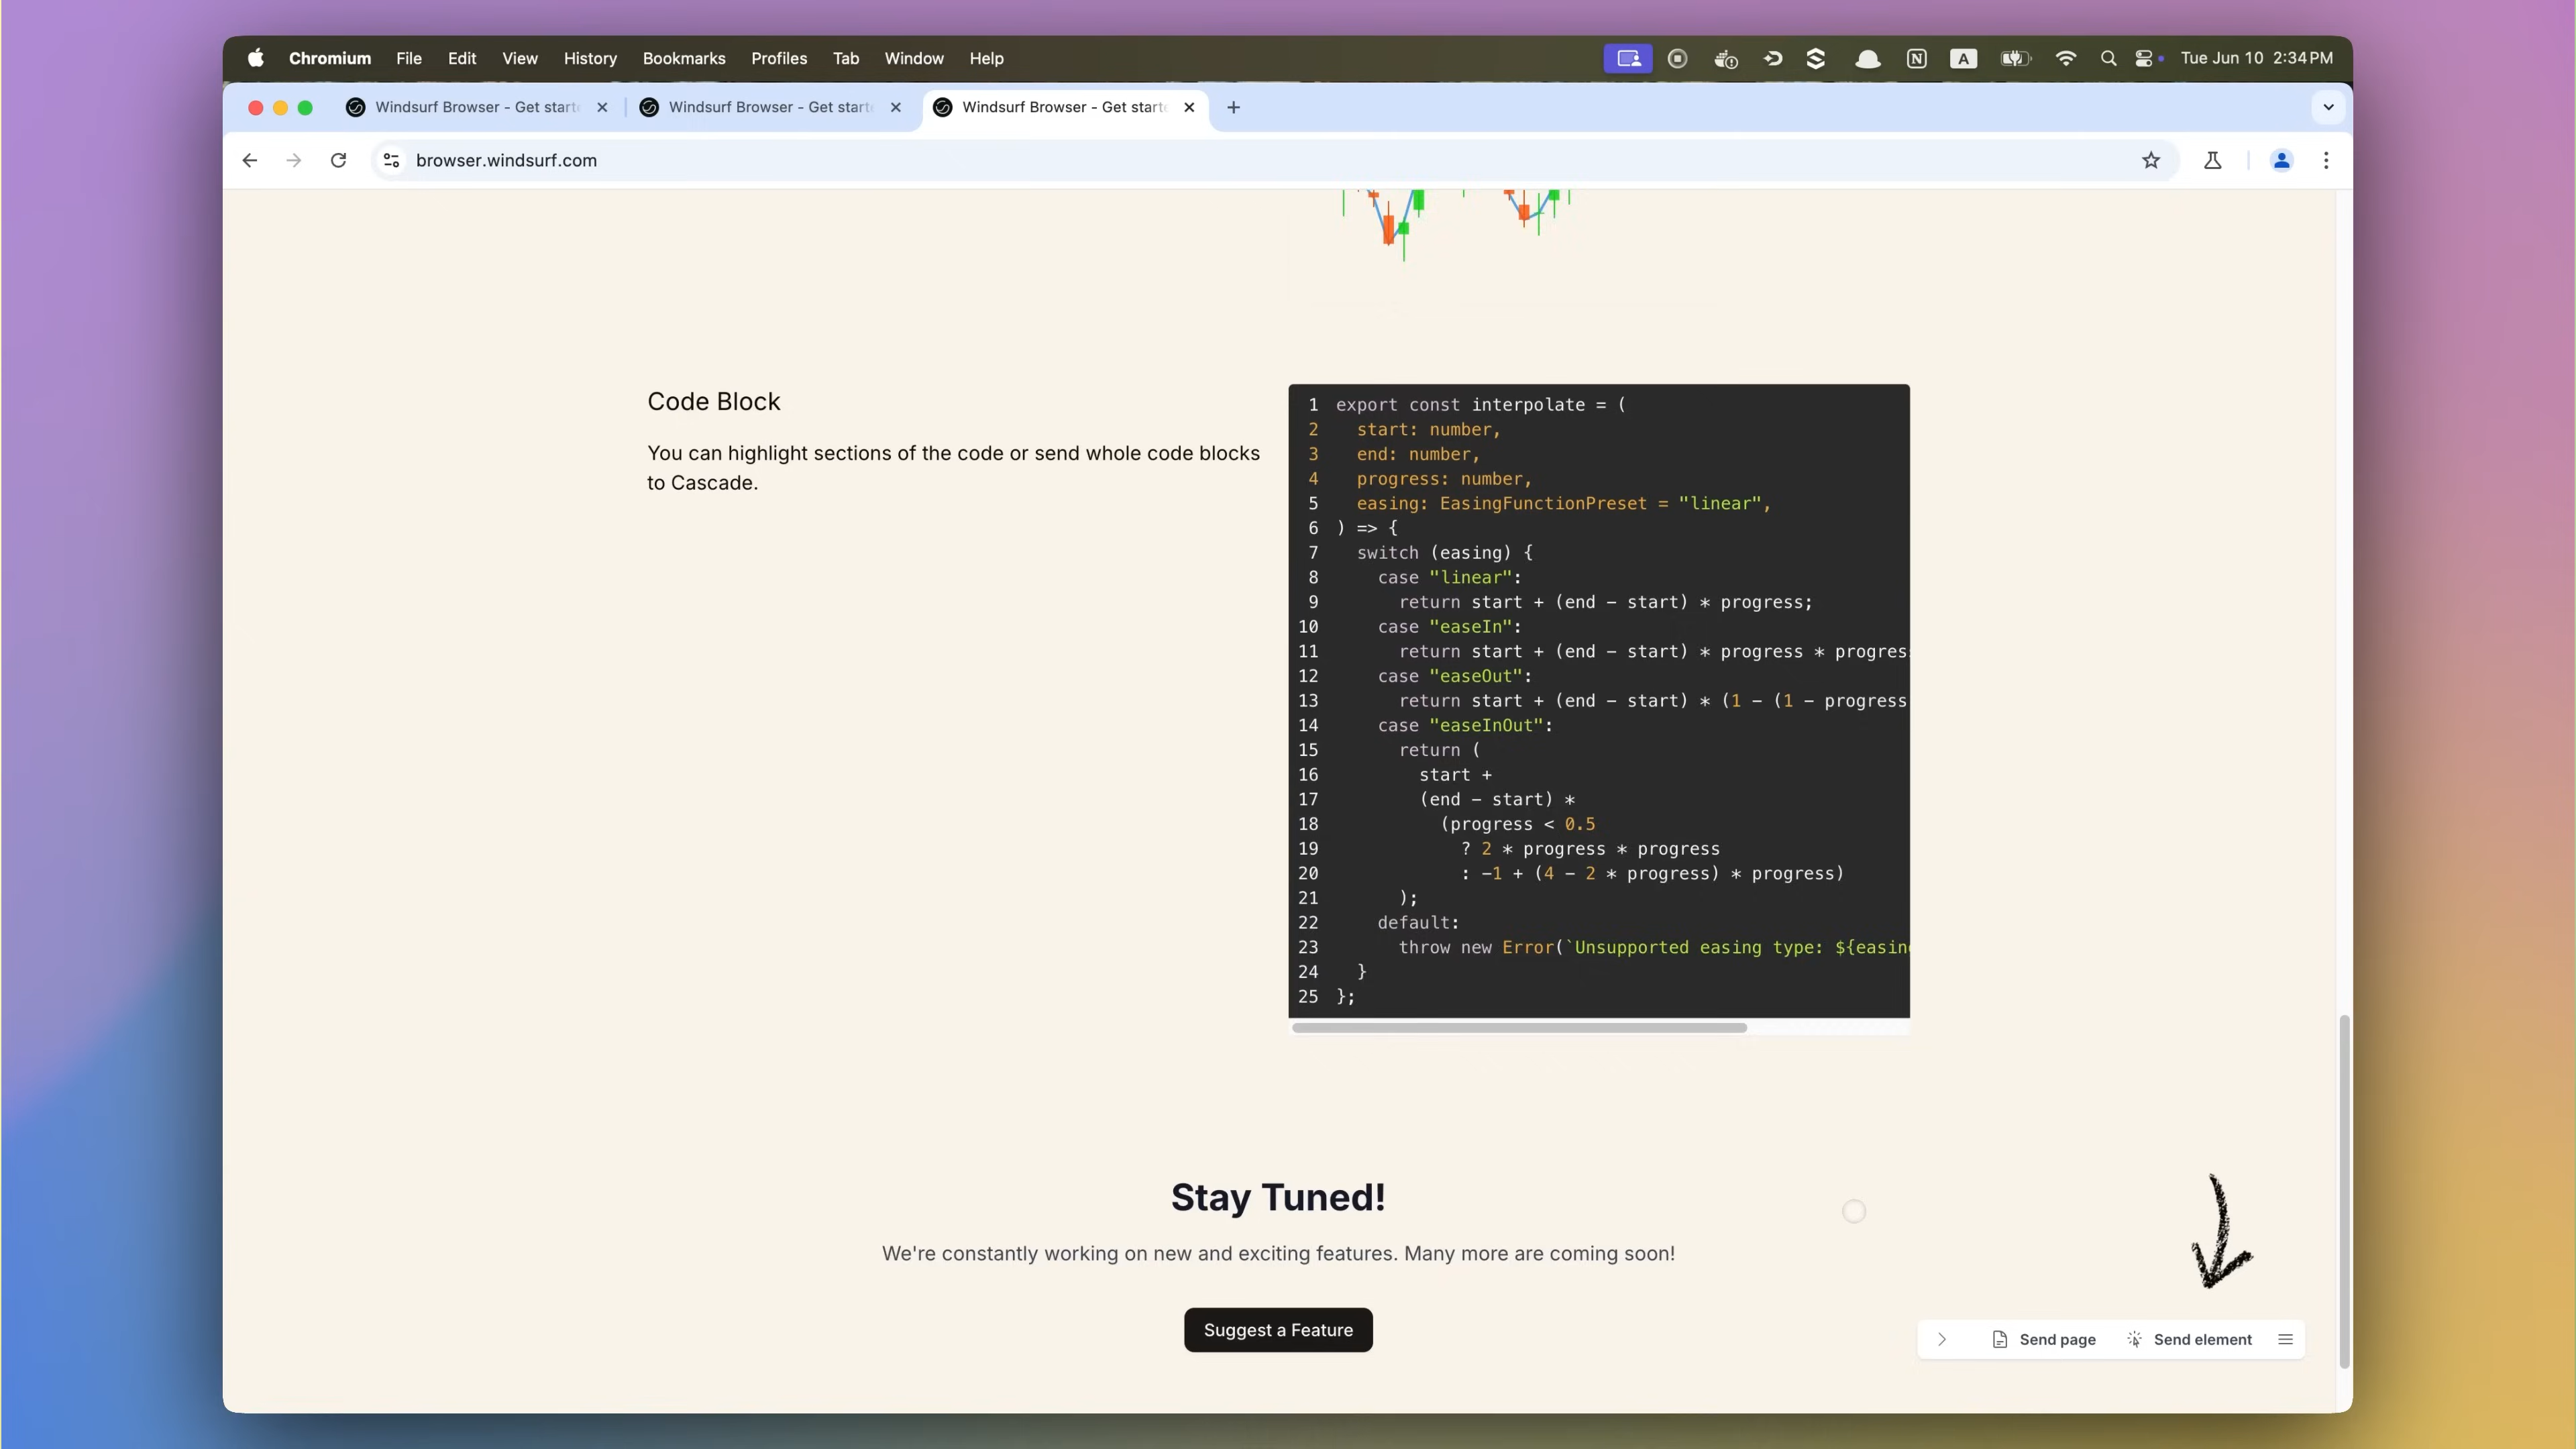 Chromium File Edit View History Bookmarks Profiles Tab Window Help N A Tue Jun 10 2:34 PM
Windsurf Browser - Get start Windsurf Browser - Get start Windsurf Browser - Get start
browser.windsurf.com
Code Block
You can highlight sections of the code or send whole code blocks
to Cascade.
1 export const interpolate = (
2 start: number,
3 end: number,
4 progress: number,
5 easing: EasingFunctionPreset = "linear",
6 ) => {
7 switch (easing) {
8 case "linear":
9 return start + (end - start) * progress;
10 case "easeIn":
11 return start + (end - start) * progress * progres
12 case "easeOut":
13 return start + (end - start) * (1 - (1 - progress
14 case "easeInOut":
15 return (
16 start +
17 (end - start) *
18 (progress < 0.5
19 ? 2 * progress * progress
20 : -1 + (4 - 2 * progress) * progress)
21 );
22 default:
23 throw new Error(`Unsupported easing type: ${easin
24 }
25 };
Stay Tuned!
We're constantly working on new and exciting features. Many more are coming soon!
Suggest a Feature
Send page Send element